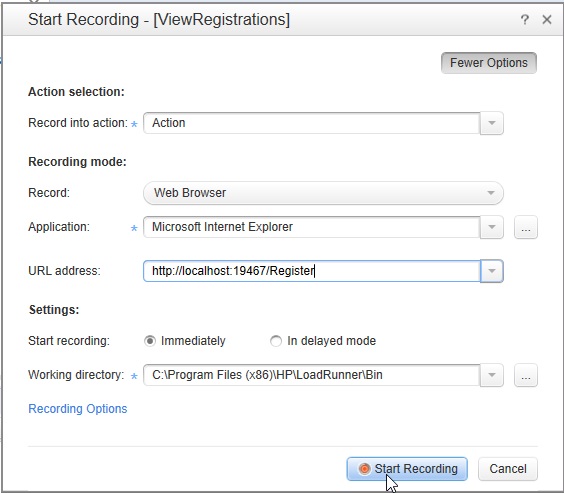 Start Recording - [ViewRegistrations] ? ×
Fewer Options
Action selection:
Record into action: * Action
Recording mode:
Record: Web Browser
Application: * Microsoft Internet Explorer ...
URL address: http://localhost:19467/Register
Settings:
Start recording: Immediately In delayed mode
Working directory: * C:\Program Files (x86)\HP\LoadRunner\Bin ...
Recording Options
Start Recording Cancel